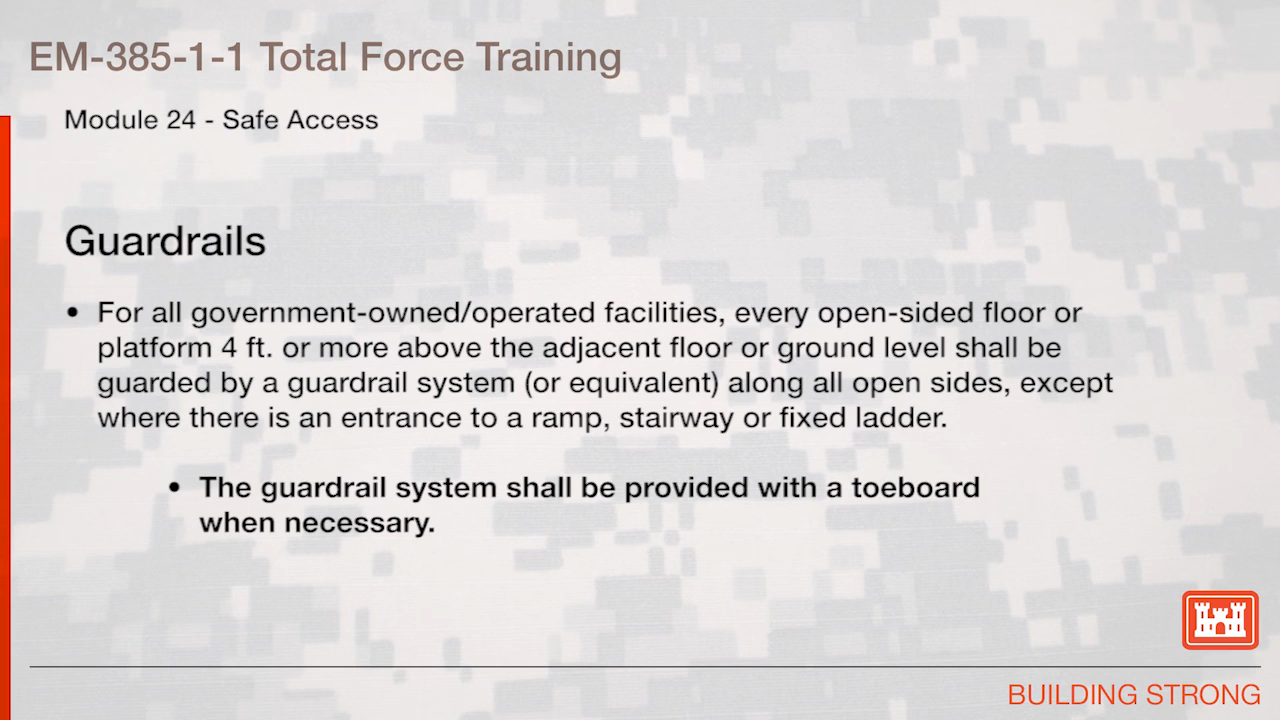 EM-385-1-1 Total Force Training
Module 24 - Safe Access
Guardrails
• For all government-owned/operated facilities, every open-sided floor or
platform 4 ft. or more above the adjacent floor or ground level shall be
guarded by a guardrail system (or equivalent) along all open sides, except
where there is an entrance to a ramp, stairway or fixed ladder.
• The guardrail system shall be provided with a toeboard
when necessary.
BUILDING STRONG